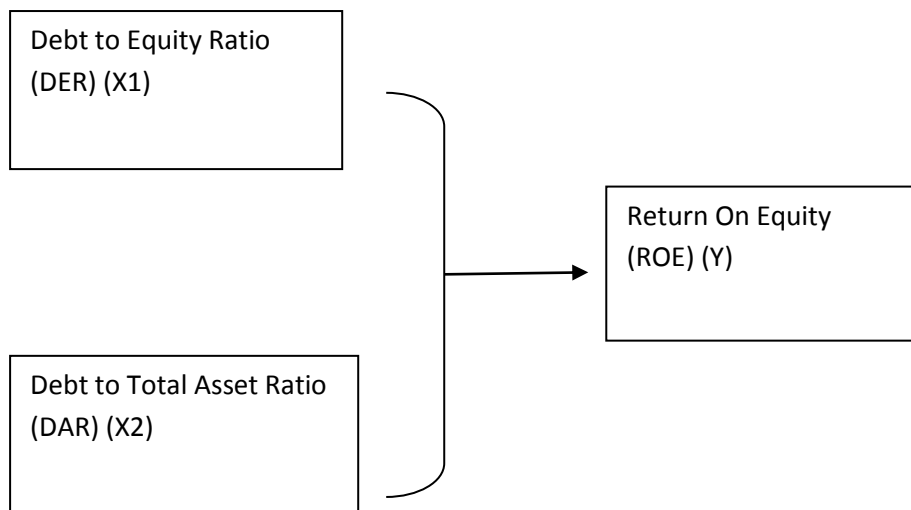 Debt to Equity Ratio
(DER) (X1)
Return On Equity
(ROE) (Y)
Debt to Total Asset Ratio
(DAR) (X2)